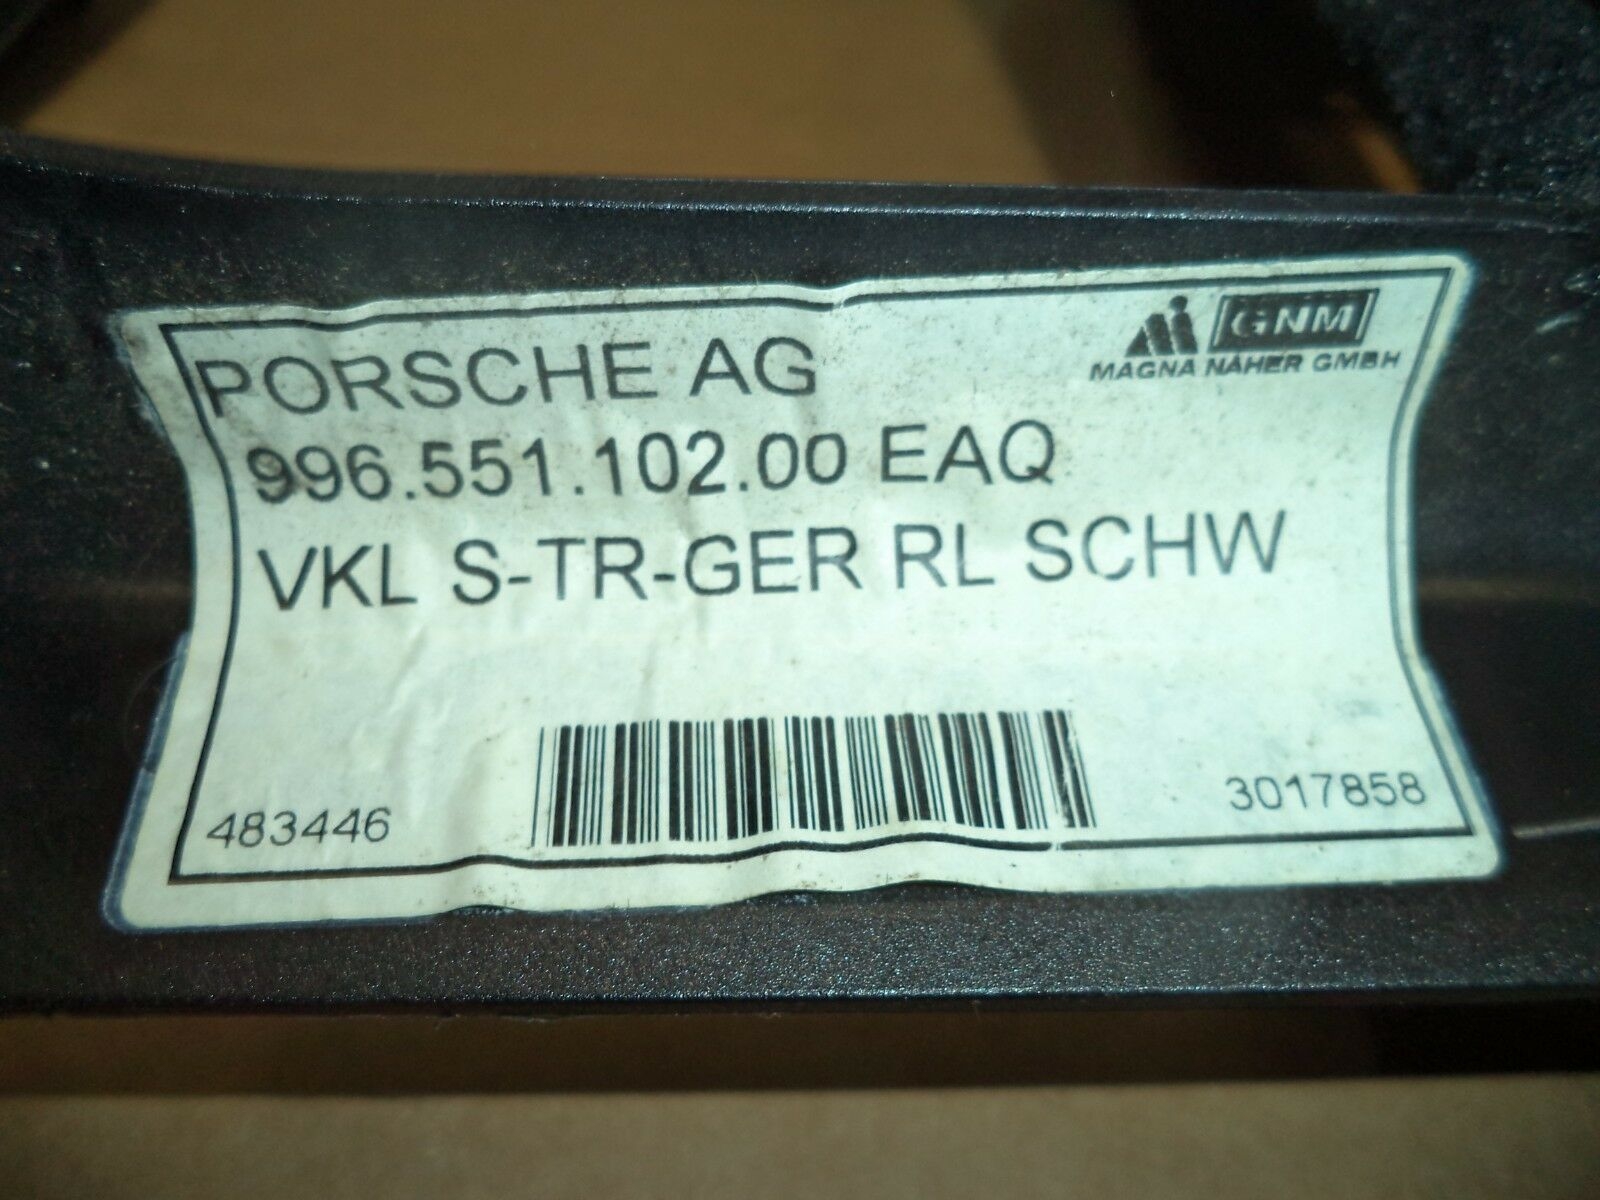 PORSCHE AG
GNM
MAGNA NÄHER GMBH
996.551.102.00 EAQ
VKL S-TR-GER RL SCHW
483446
3017858